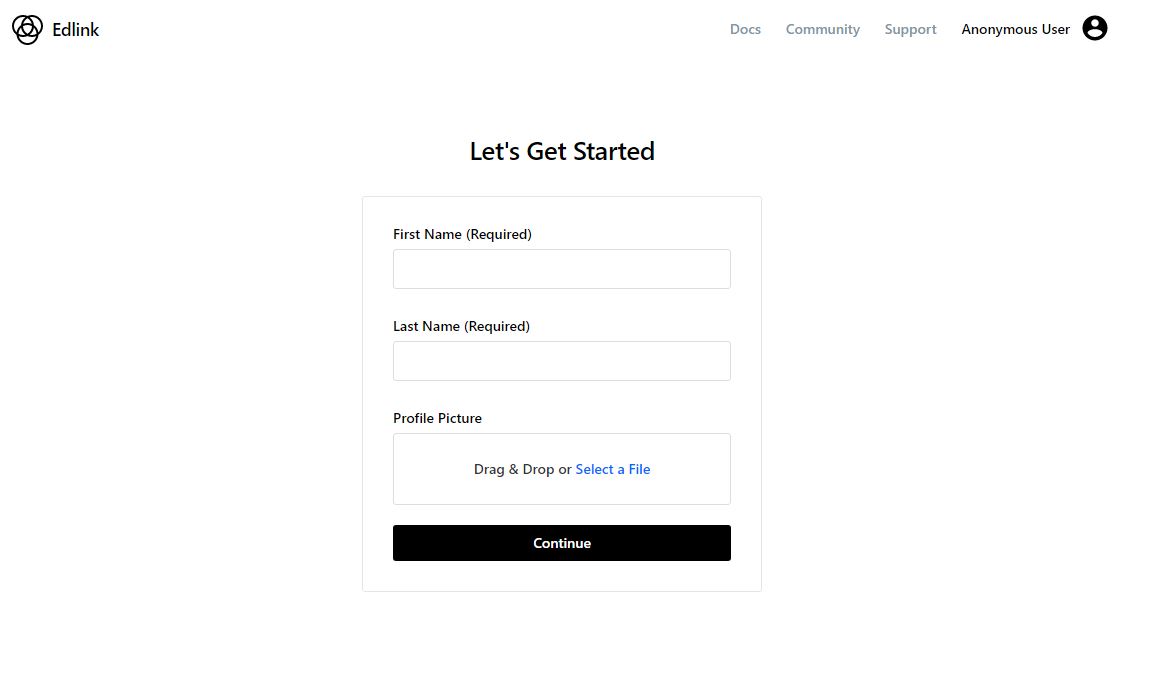 Edlink
Docs Community Support Anonymous User
Let's Get Started
First Name (Required)
Last Name (Required)
Profile Picture
Drag & Drop or Select a File
Continue